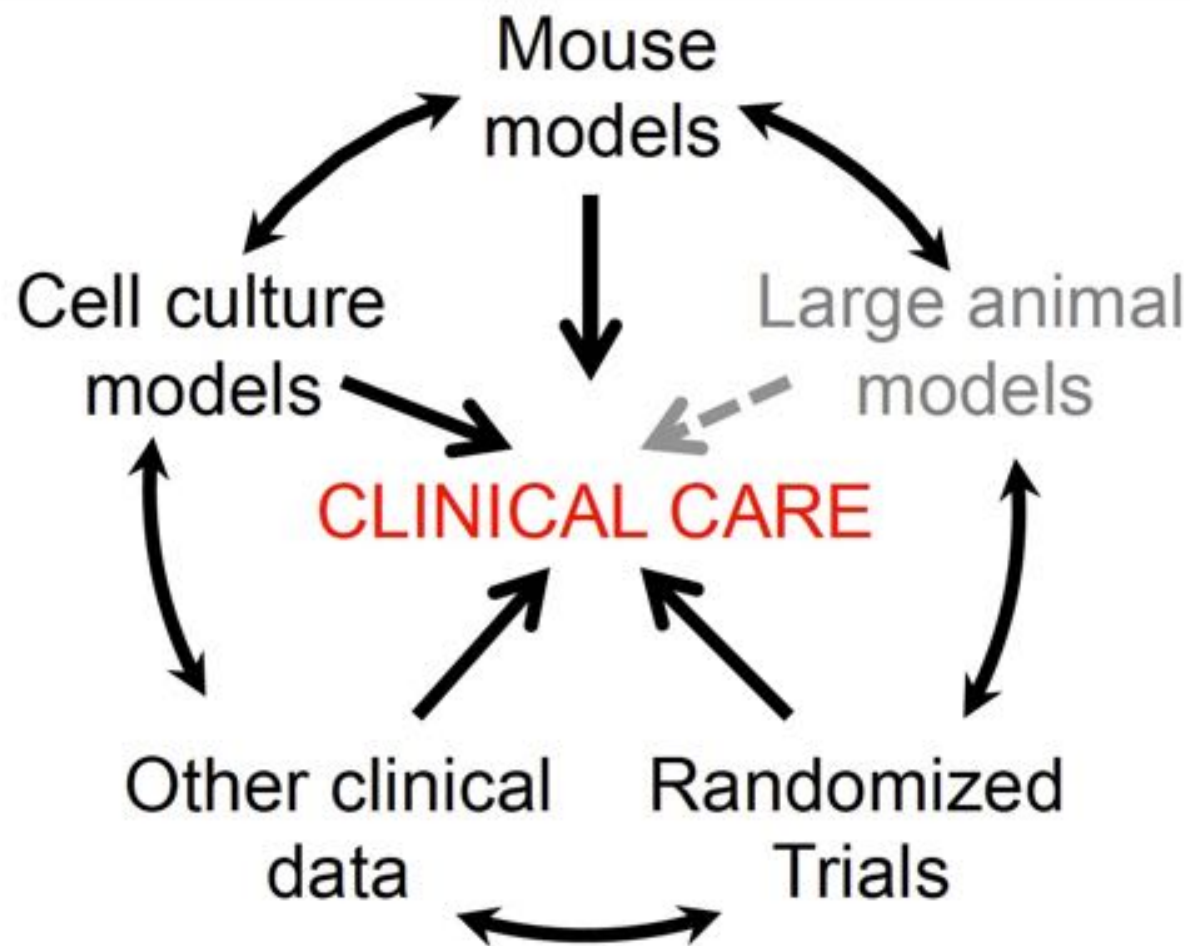 Mouse
models
Cell culture
models
Large animal
models
CLINICAL CARE
Other clinical
data
Randomized
Trials